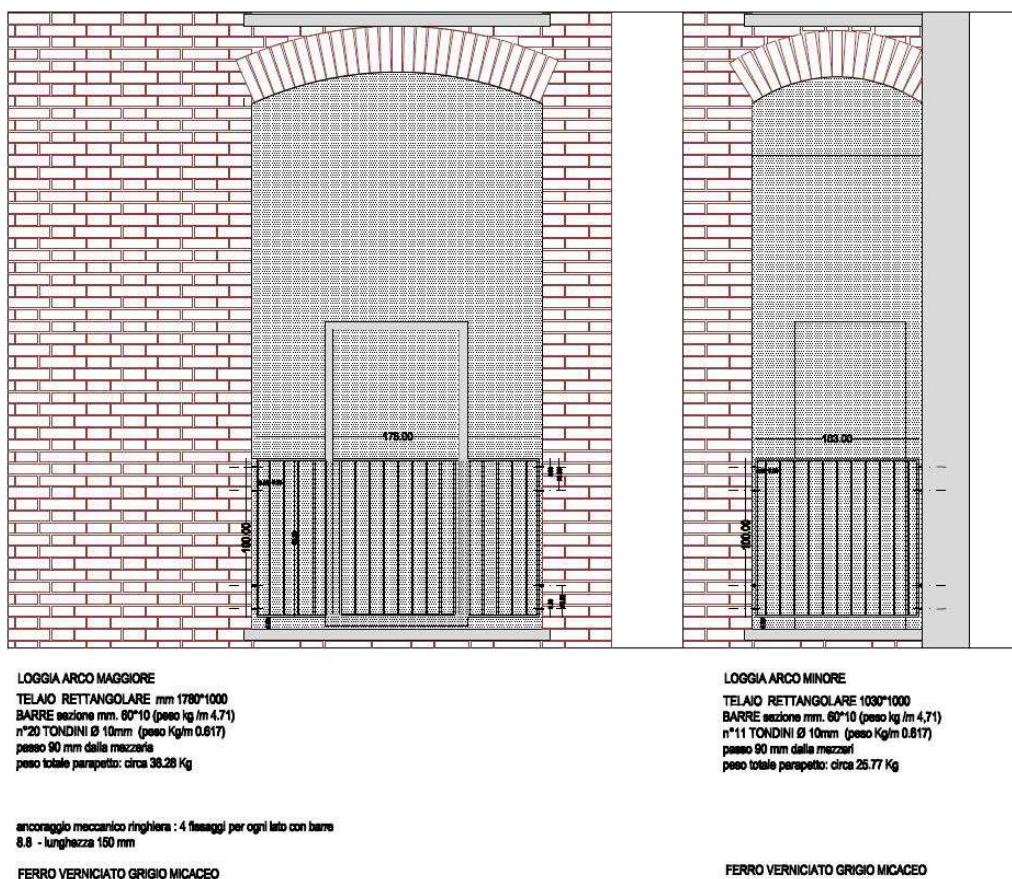 178.00
103.00
100.00
100.00
LOGGIA ARCO MAGGIORE
TELAIO RETTANGOLARE mm 1780*1000
BARRE sezione mm. 60*10 (peso kg /m 4.71)
n°20 TONDINI Ø 10mm (peso Kg/m 0.617)
passo 90 mm dalla mezzeria
peso totale parapetto: circa 38.28 Kg
ancoraggio meccanico ringhiera : 4 fissaggi per ogni lato con barre
8.8 - lunghezza 150 mm
FERRO VERNICIATO GRIGIO MICACEO
LOGGIA ARCO MINORE
TELAIO RETTANGOLARE 1030*1000
BARRE sezione mm. 60*10 (peso kg /m 4,71)
n°11 TONDINI Ø 10mm (peso Kg/m 0.617)
passo 90 mm dalla mezzeri
peso totale parapetto: circa 25.77 Kg
FERRO VERNICIATO GRIGIO MICACEO